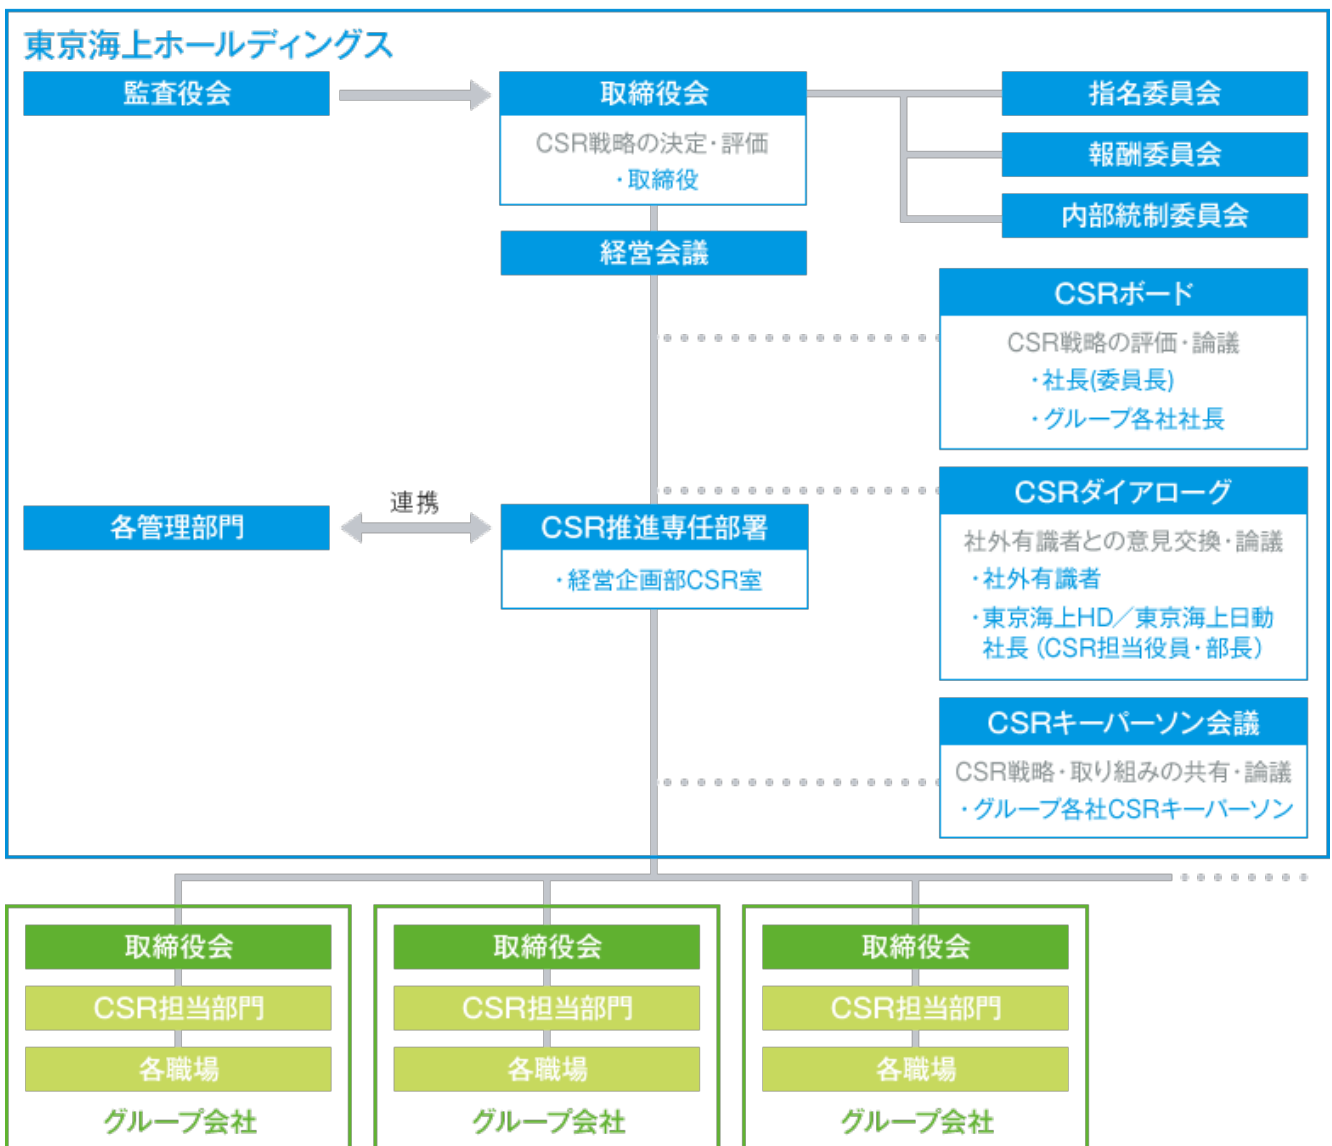 東京海上ホールディングス
監査役会
取締役会
CSR戦略の決定・評価
・取締役
指名委員会
報酬委員会
内部統制委員会
経営会議
CSRボード
CSR戦略の評価・論議
・社長(委員長)
・グループ各社社長
各管理部門
連携
CSR推進専任部署
・経営企画部CSR室
CSRダイアローグ
社外有識者との意見交換・論議
・社外有識者
・東京海上HD／東京海上日動
社長（CSR担当役員・部長）
CSRキーパーソン会議
CSR戦略・取り組みの共有・論議
・グループ各社CSRキーパーソン
取締役会
CSR担当部門
各職場
グループ会社
取締役会
CSR担当部門
各職場
グループ会社
取締役会
CSR担当部門
各職場
グループ会社